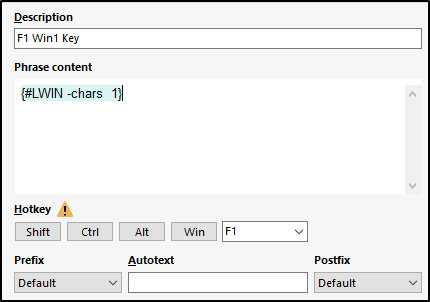 Description
F1 Win1 Key
Phrase content
{#LWIN -chars  1}
Hotkey
Shift Ctrl Alt Win F1
Prefix Autotext Postfix
Default Default